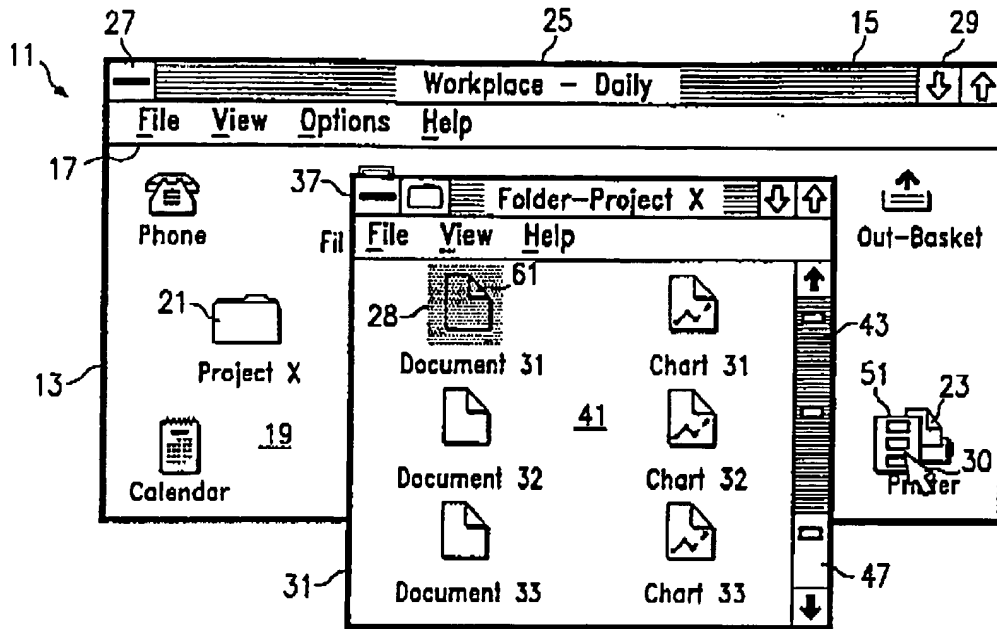 27 25 15 29
11
Workplace - Daily
File View Options Help
17
37 Folder-Project X
Phone
Fil File View Help
Out-Basket
61
21 28
43
Document 31 Chart 31
Project X
13
51 23
19
41
30
Calendar
Document 32 Chart 32
31
47
Document 33 Chart 33